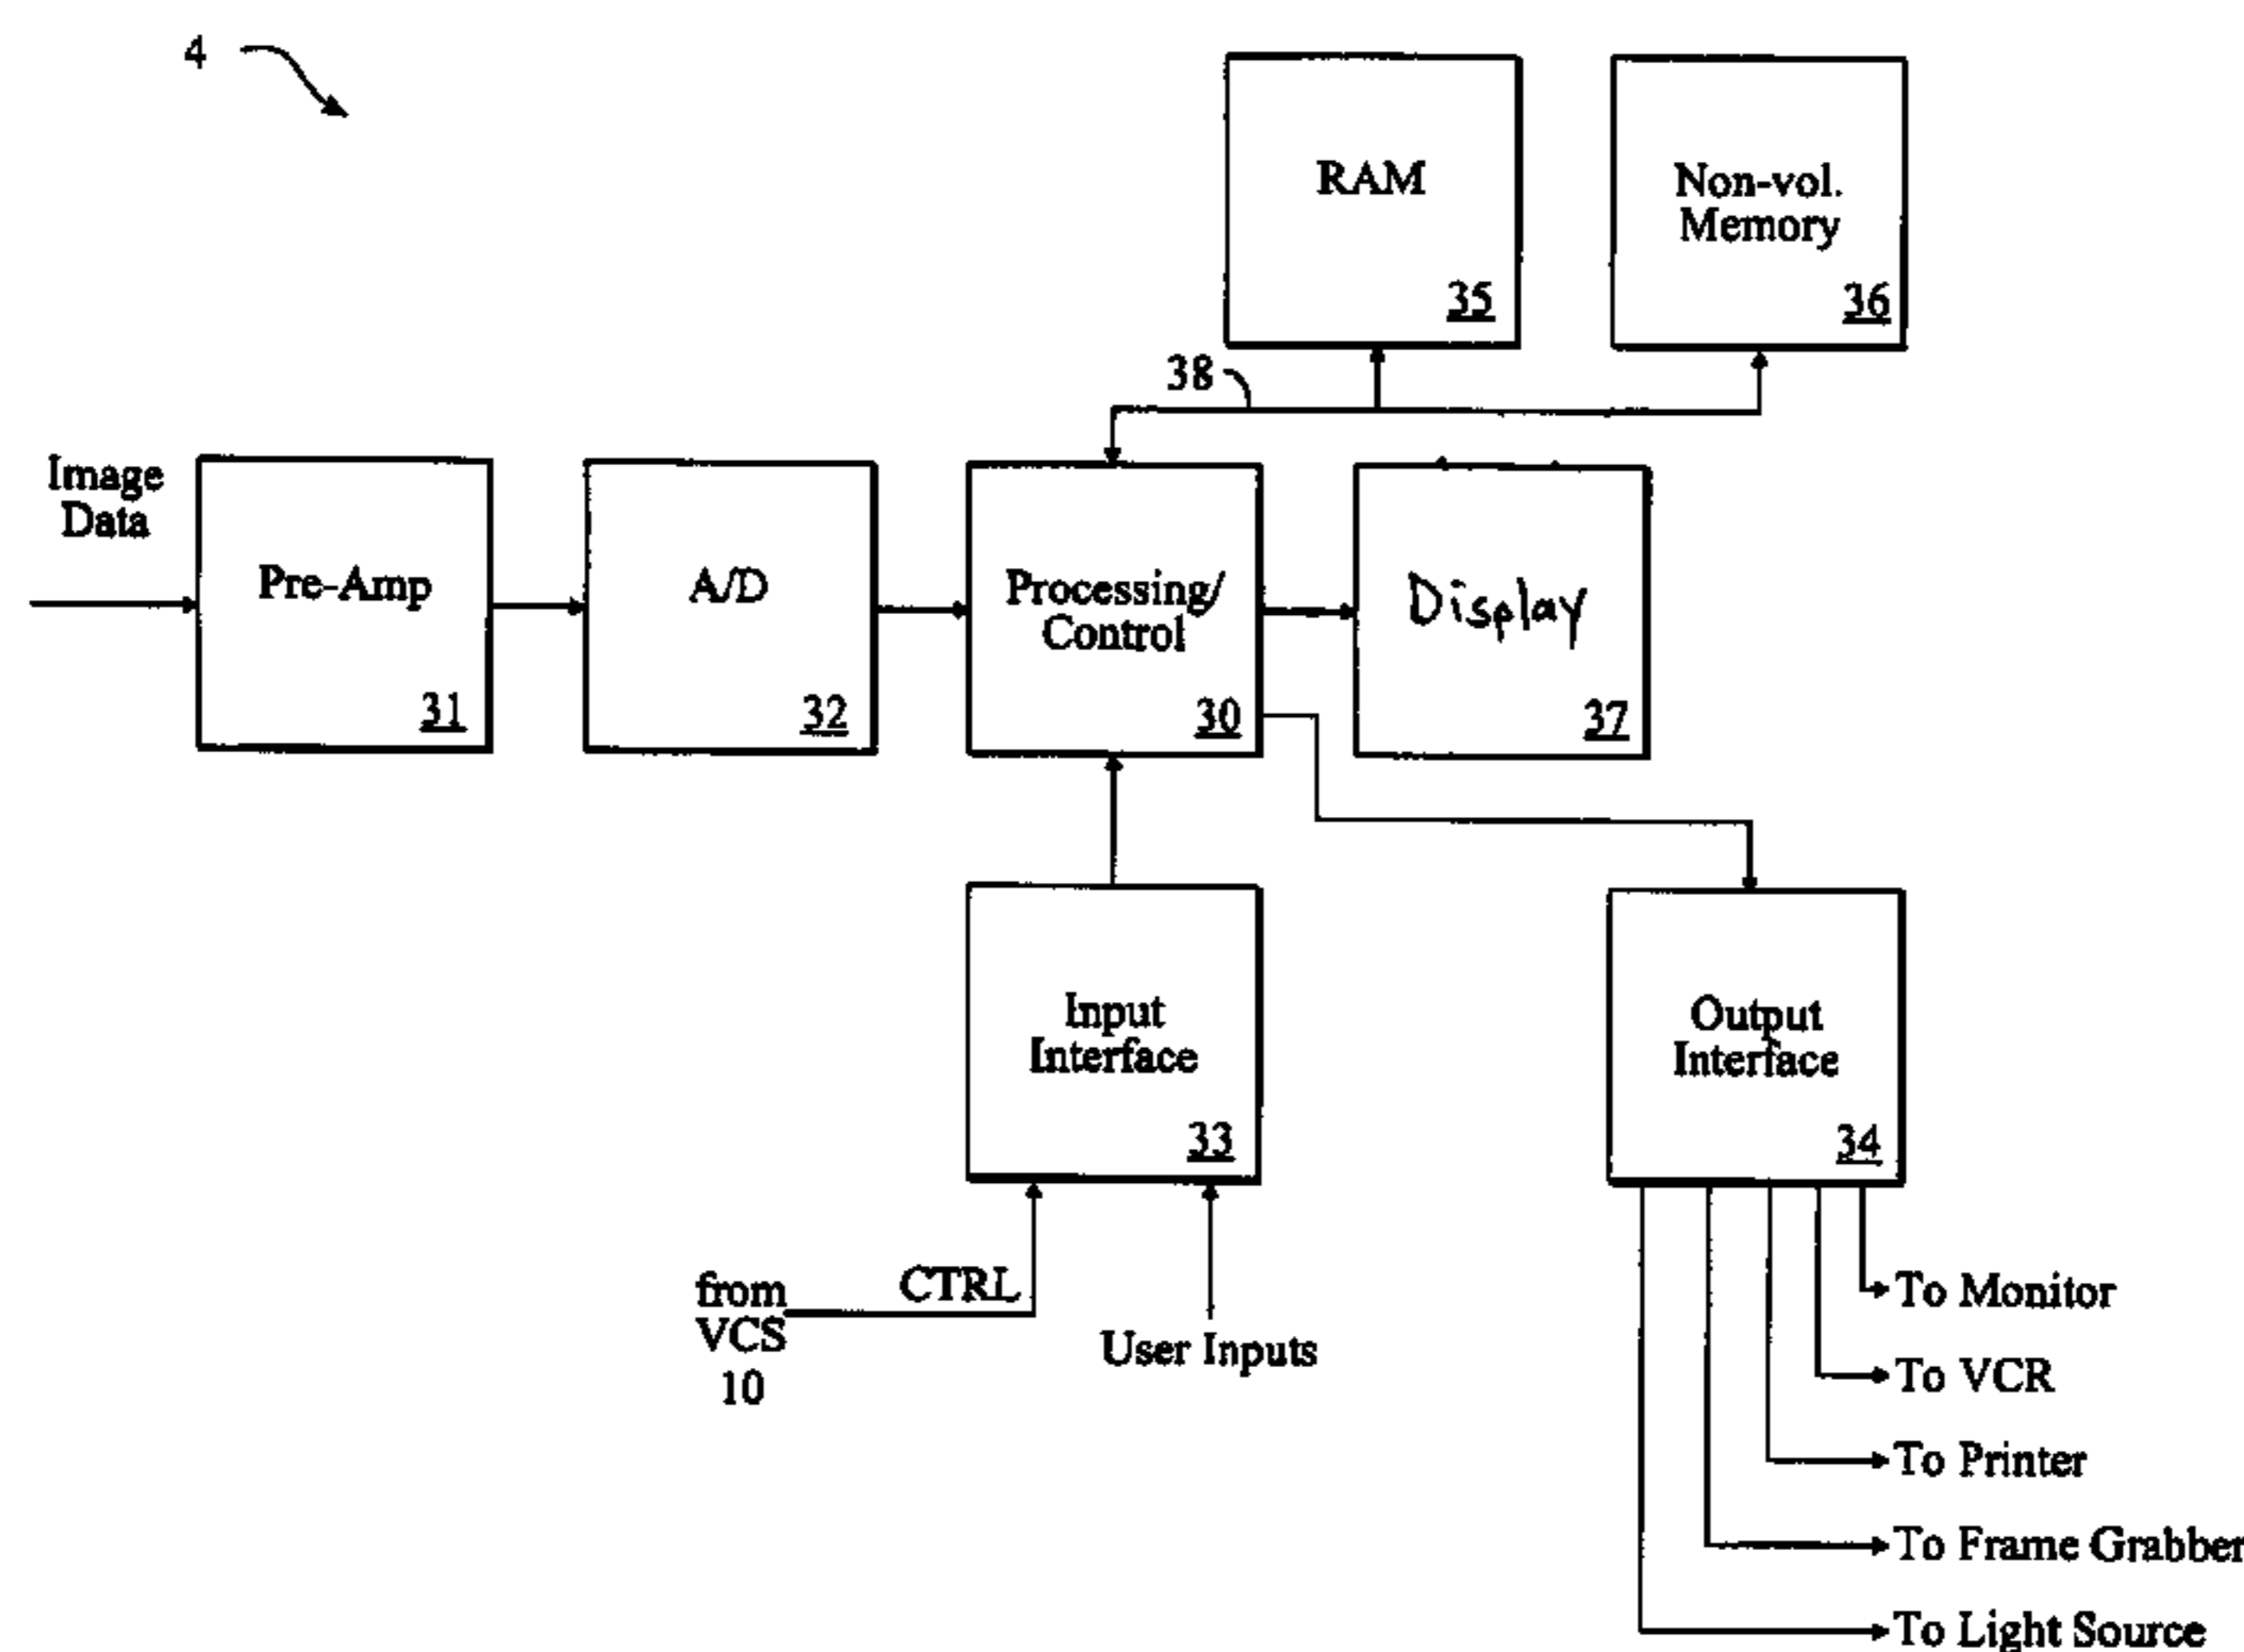 4
RAM
35
Non-vol.
Memory
36
38
Image
Data
Pre-Amp
31
A/D
32
Processing/
Control
30
Display
37
Input
Interface
33
Output
Interface
34
from
VCS
10
CTRL
User Inputs
To Monitor
To VCR
To Printer
To Frame Grabber
To Light Source